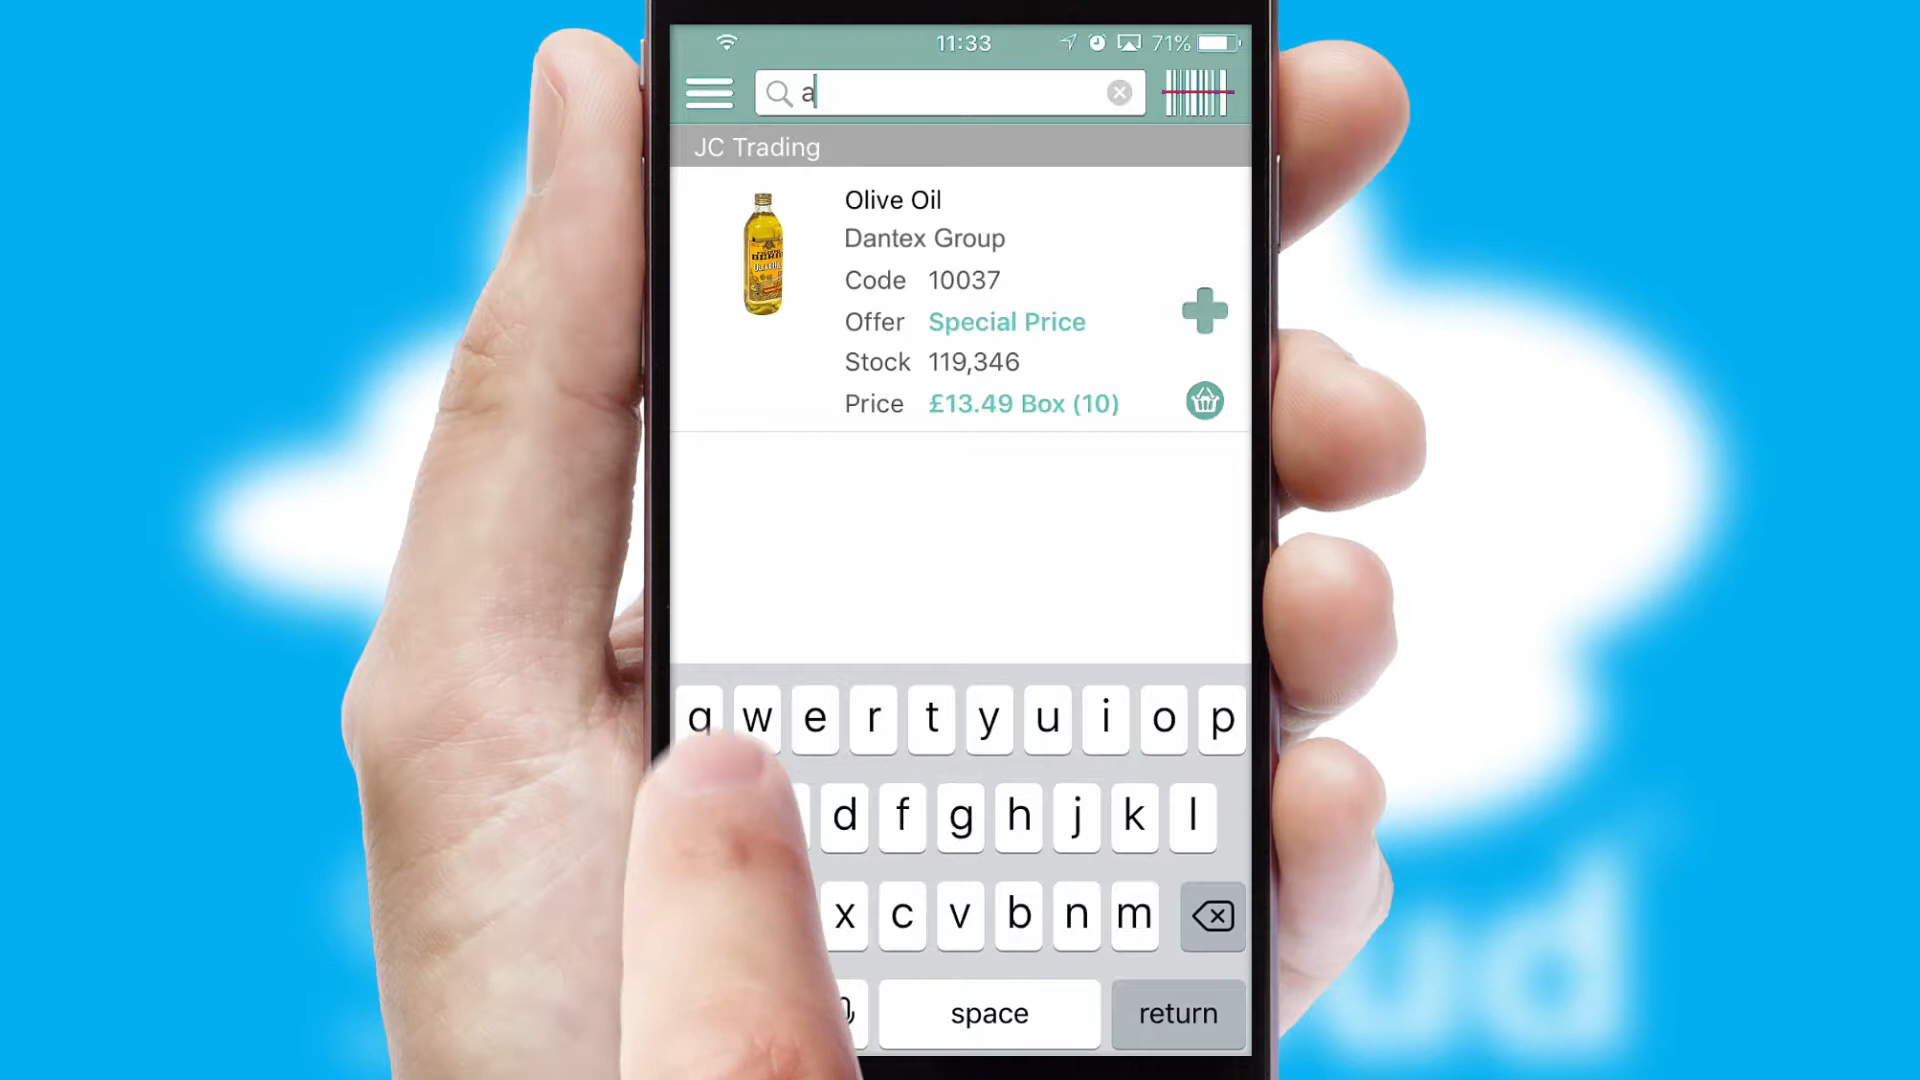 11:33
71%
a
JC Trading
Olive Oil
Dantex Group
Code 10037
Offer Special Price
Stock 119,346
Price £13.49 Box (10)
q w e r t y u i o p
d f g h j k l
x c v b n m
space return
ud